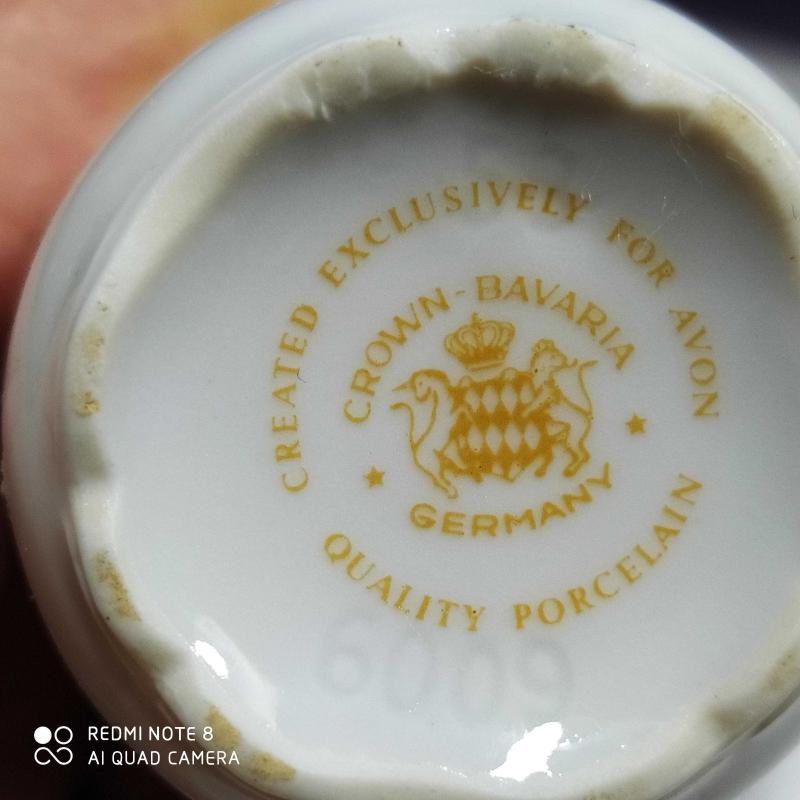 CREATED EXCLUSIVELY FOR AVON
CROWN-BAVARIA
GERMANY
QUALITY PORCELAIN
6009
REDMI NOTE 8
AI QUAD CAMERA